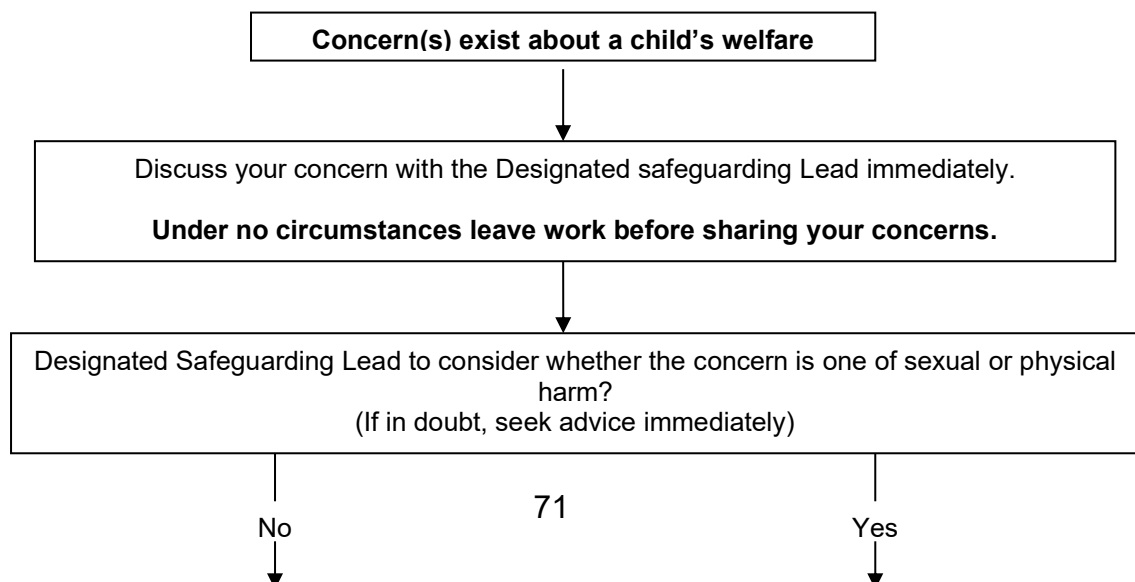 Concern(s) exist about a child's welfare
Discuss your concern with the Designated safeguarding Lead immediately.
Under no circumstances leave work before sharing your concerns.
Designated Safeguarding Lead to consider whether the concern is one of sexual or physical
harm?
(If in doubt, seek advice immediately)
71
No
Yes